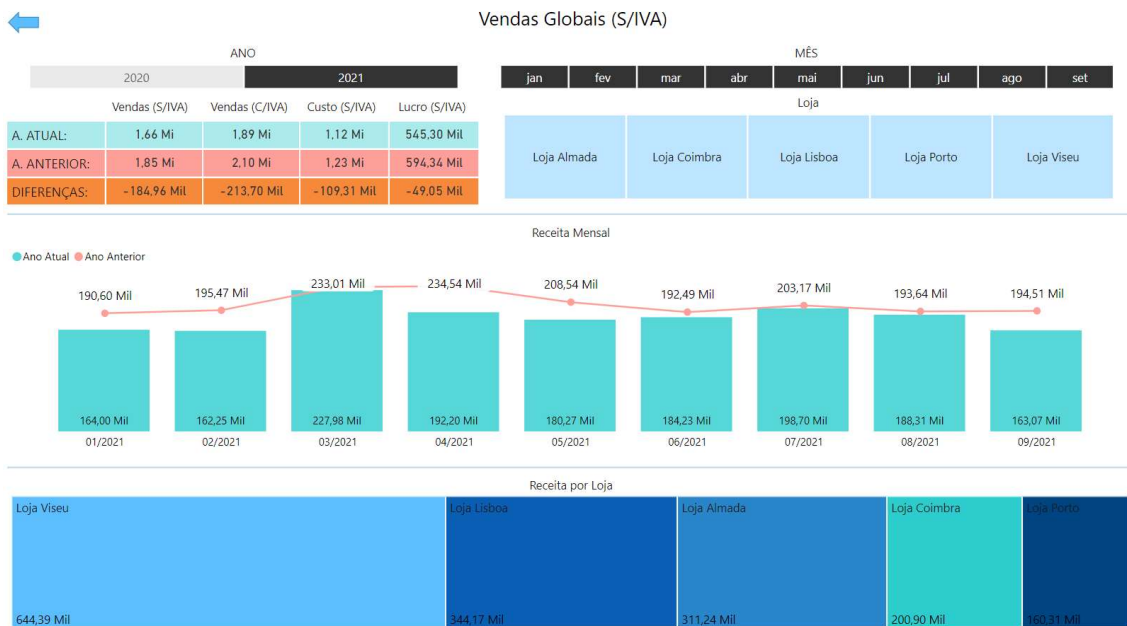 Vendas Globais (S/IVA)
ANO
2020 2021
Vendas (S/IVA) Vendas (C/IVA) Custo (S/IVA) Lucro (S/IVA)
A. ATUAL: 1,66 Mi 1,89 Mi 1,12 Mi 545,30 Mil
A. ANTERIOR: 1,85 Mi 2,10 Mi 1,23 Mi 594,34 Mil
DIFERENÇAS: -184,96 Mil -213,70 Mil -109,31 Mil -49,05 Mil
MÊS
jan fev mar abr mai jun jul ago set
Loja
Loja Almada Loja Coimbra Loja Lisboa Loja Porto Loja Viseu
Receita Mensal
Ano Atual Ano Anterior
190,60 Mil 195,47 Mil 233,01 Mil 234,54 Mil 208,54 Mil 192,49 Mil 203,17 Mil 193,64 Mil 194,51 Mil
164,00 Mil 162,25 Mil 227,98 Mil 192,20 Mil 180,27 Mil 184,23 Mil 198,70 Mil 188,31 Mil 163,07 Mil
01/2021 02/2021 03/2021 04/2021 05/2021 06/2021 07/2021 08/2021 09/2021
Receita por Loja
Loja Viseu Loja Lisboa Loja Almada Loja Coimbra Loja Porto
644,39 Mil 344,17 Mil 311,24 Mil 200,90 Mil 160,31 Mil